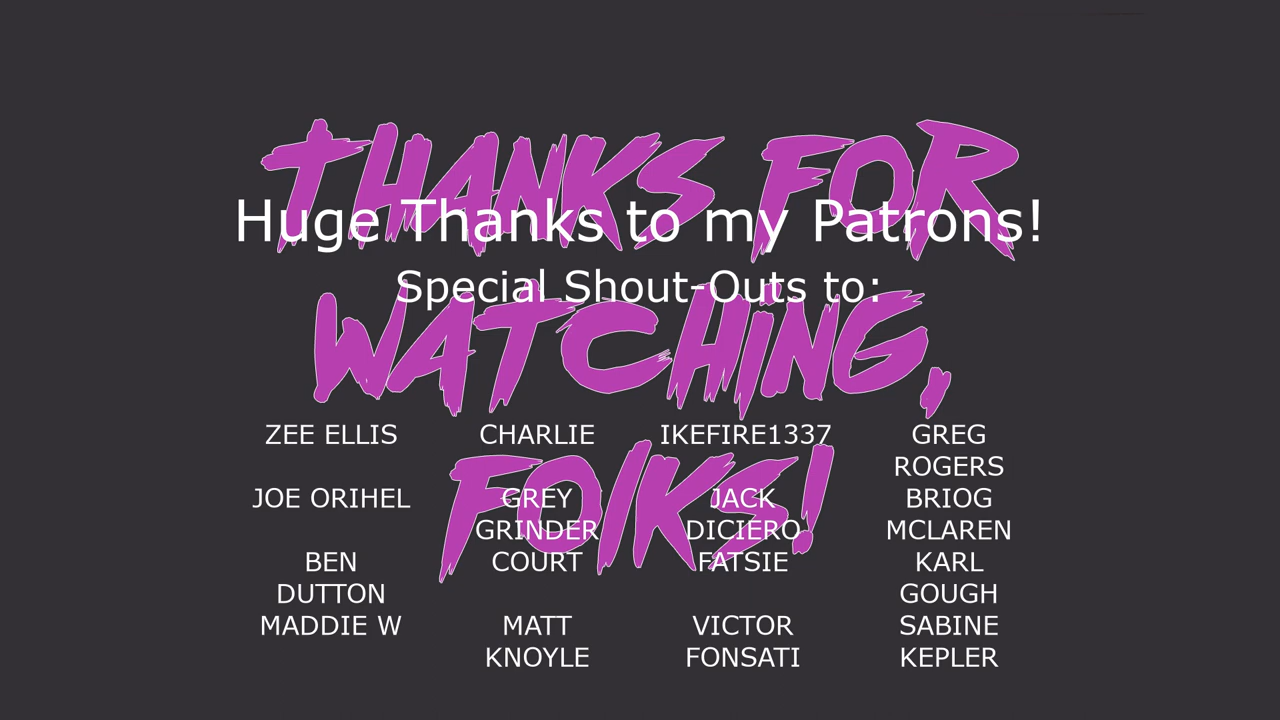 THANKS FOR
Huge Thanks to my Patrons!
Special Shout-Outs to:
WATCHING,
FOLKS!
ZEE ELLIS CHARLIE IKEFIRE1337 GREG
ROGERS
JOE ORIHEL GREY JACK BRIOG
GRINDER DICIERO MCLAREN
BEN COURT FATSIE KARL
DUTTON GOUGH
MADDIE W MATT VICTOR SABINE
KNOYLE FONSATI KEPLER